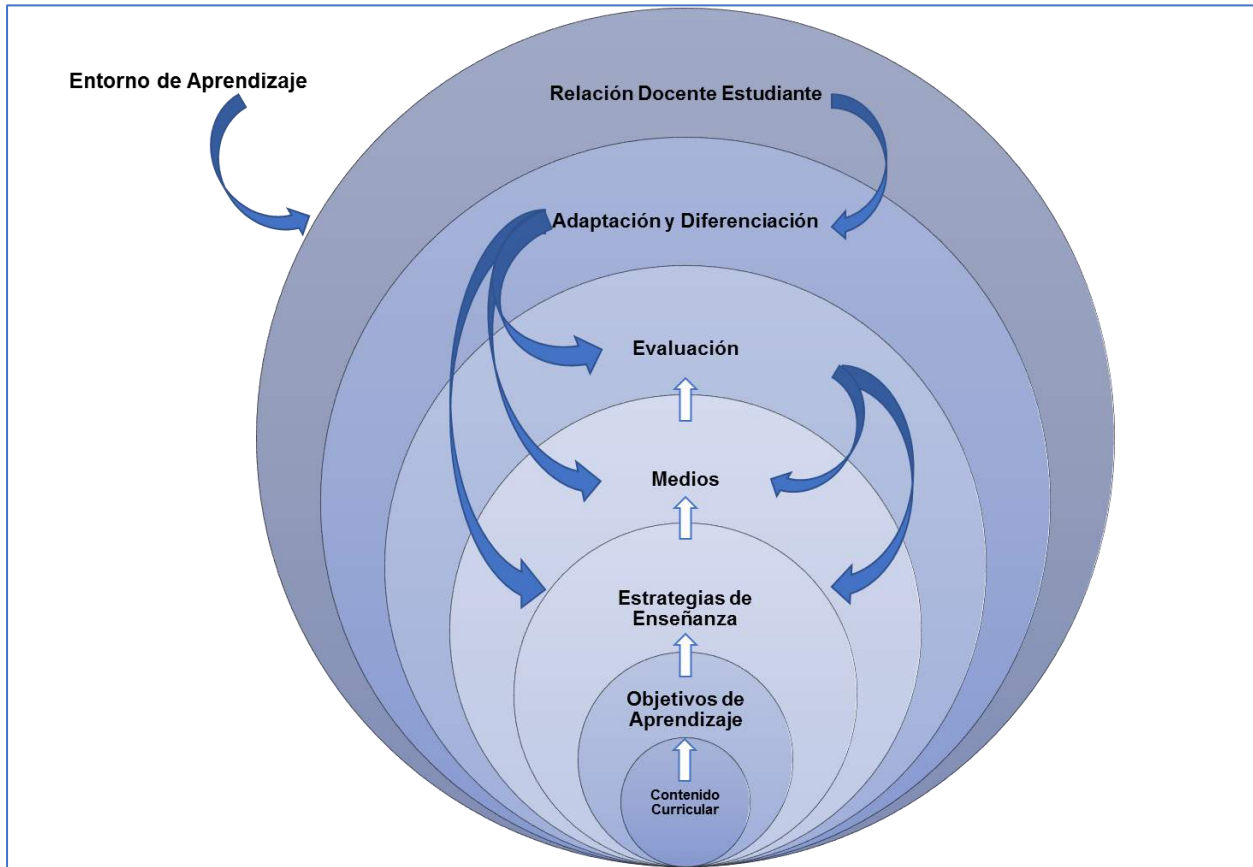 Entorno de Aprendizaje
Relación Docente Estudiante
Adaptación y Diferenciación
Evaluación
Medios
Estrategias de
Enseñanza
Objetivos de
Aprendizaje
Contenido
Curricular